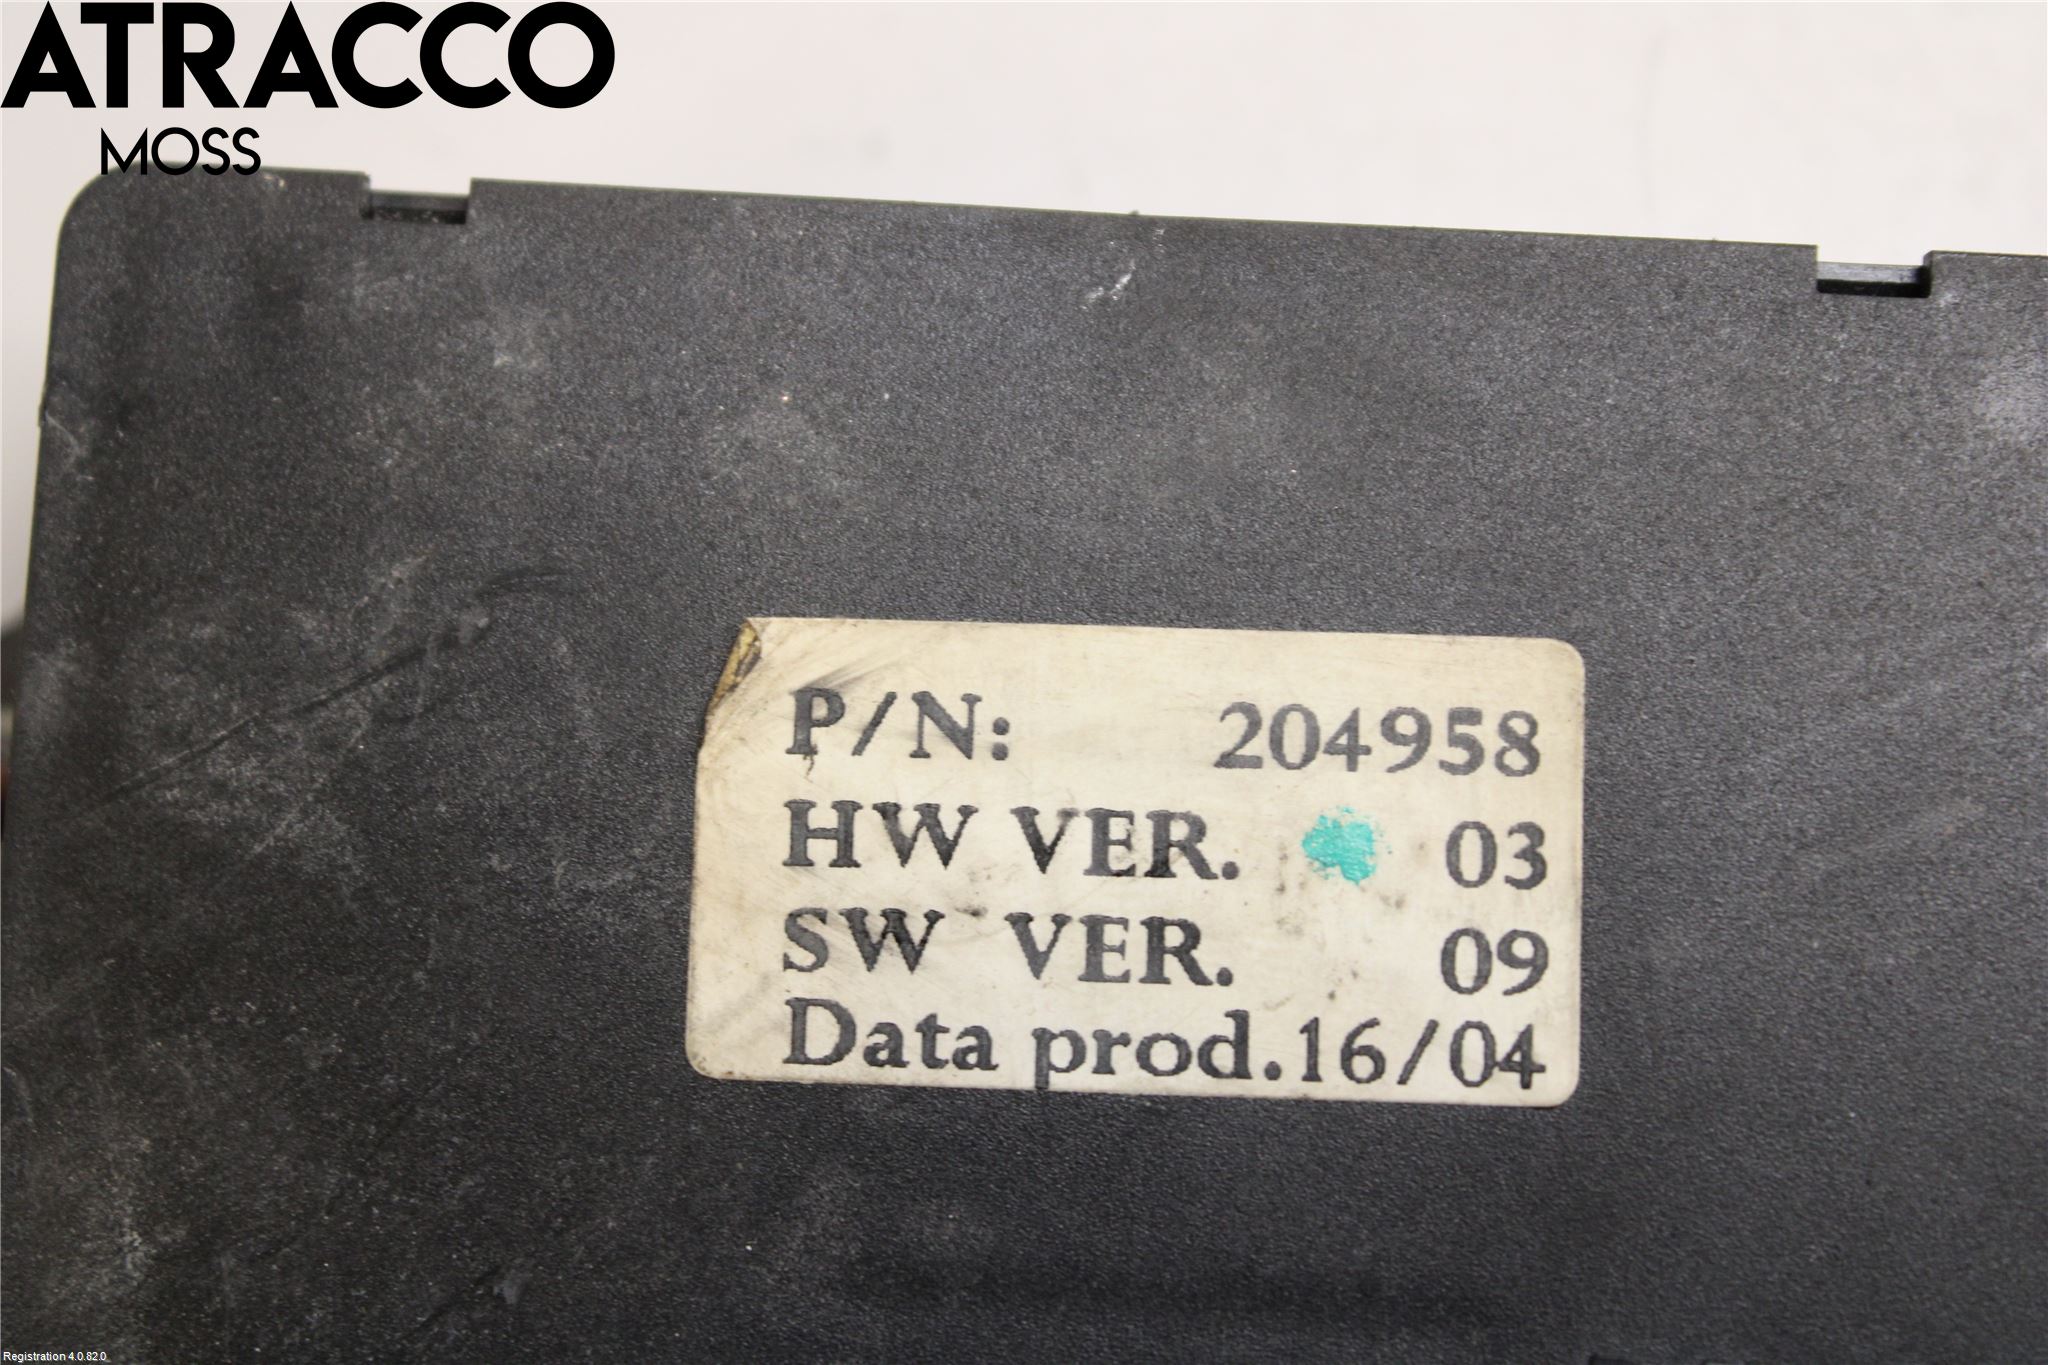 ATRACCO
MOSS
P/N: 204958
HW VER. 03
SW VER. 09
Data prod.16/04
Registration 4.0.82.0